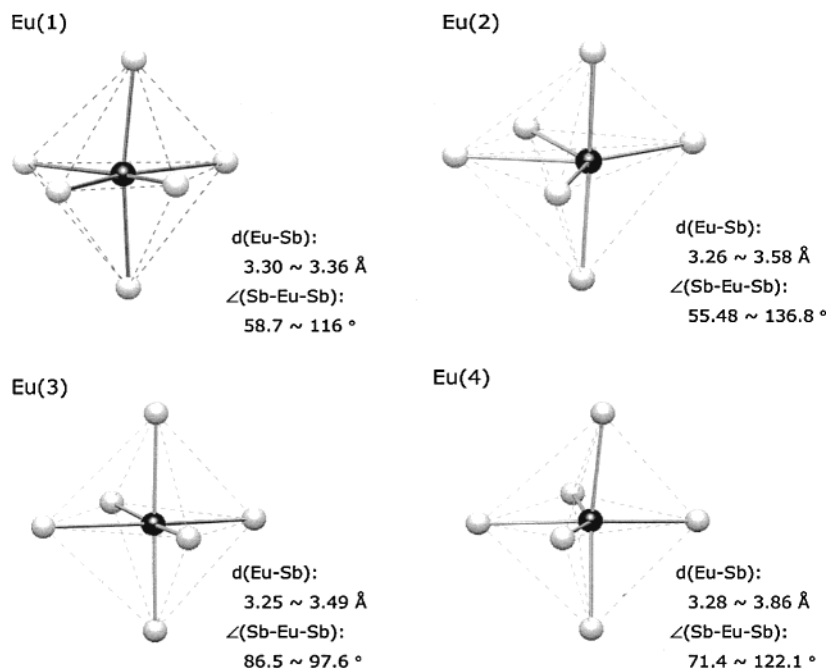 Eu(1)
d(Eu-Sb):
3.30 ~ 3.36 Å
∠(Sb-Eu-Sb):
58.7 ~ 116 °
Eu(2)
d(Eu-Sb):
3.26 ~ 3.58 Å
∠(Sb-Eu-Sb):
55.48 ~ 136.8 °
Eu(3)
d(Eu-Sb):
3.25 ~ 3.49 Å
∠(Sb-Eu-Sb):
86.5 ~ 97.6 °
Eu(4)
d(Eu-Sb):
3.28 ~ 3.86 Å
∠(Sb-Eu-Sb):
71.4 ~ 122.1 °